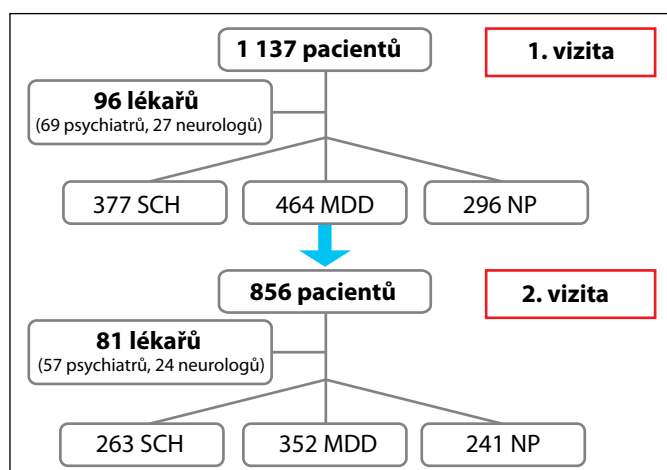 1 137 pacientů
1. vizita
96 lékařů
(69 psychiatrů, 27 neurologů)
377 SCH
464 MDD
296 NP
856 pacientů
2. vizita
81 lékařů
(57 psychiatrů, 24 neurologů)
263 SCH
352 MDD
241 NP